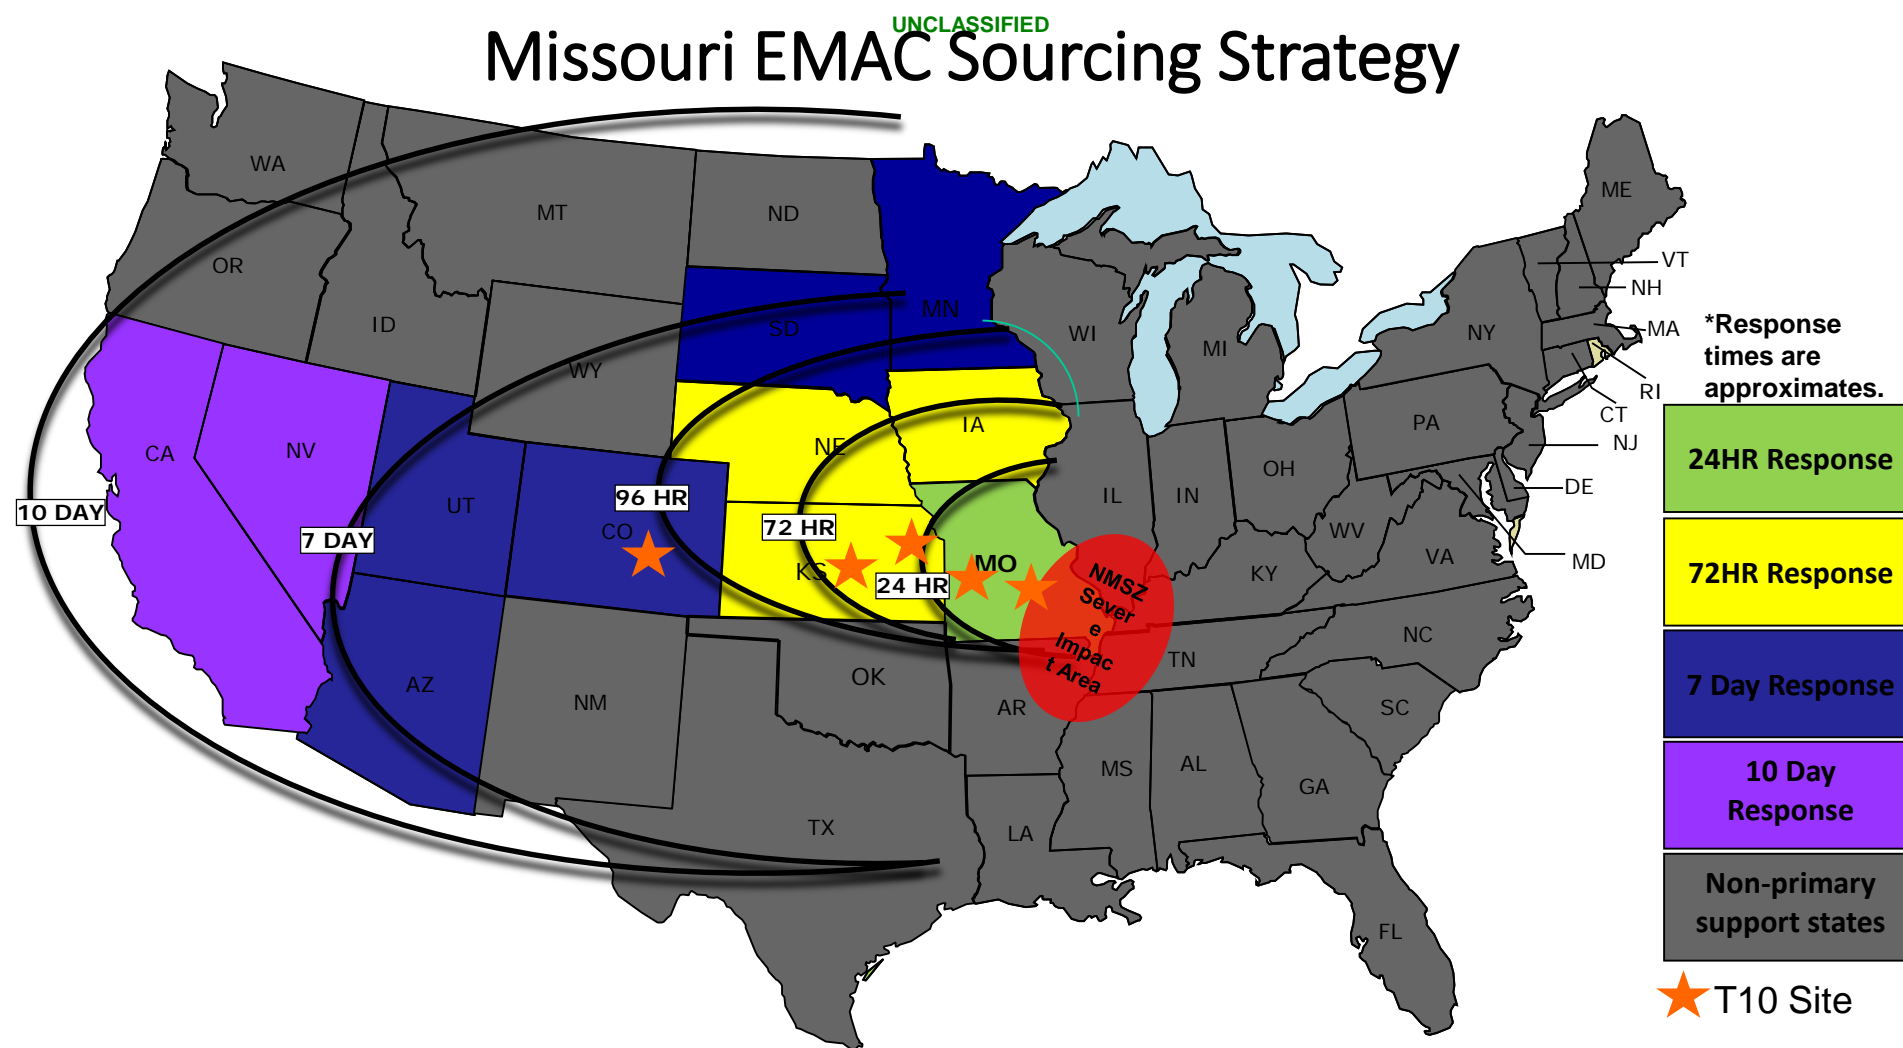 UNCLASSIFIED
Missouri EMAC Sourcing Strategy
WA
MT
ND
MN
OR
ID
SD
WY
WI
MI
ME
VT
NH
MA
NY
RI
CT
NJ
PA
DE
MD
CA
NV
UT
CO
NE
IA
KS
MO
IL
IN
OH
WV
VA
KY
NC
TN
SC
AZ
NM
OK
AR
TX
LA
MS
AL
GA
FL
10 DAY
7 DAY
96 HR
72 HR
24 HR
NMSZ
Sever
e
Impac
t Area
*Response
times are
approximates.
24HR Response
72HR Response
7 Day Response
10 Day
Response
Non-primary
support states
T10 Site